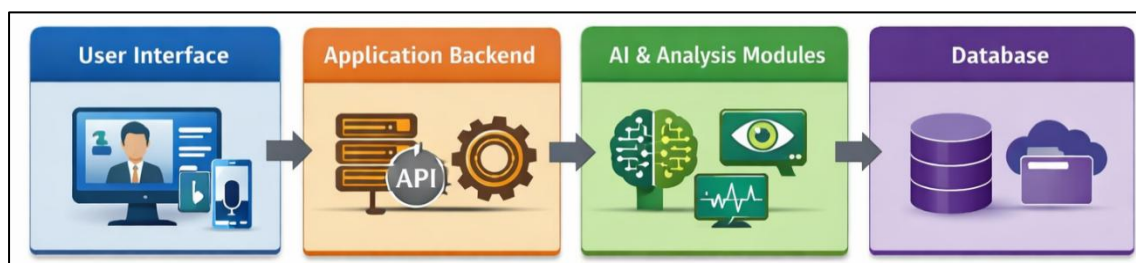 User Interface
Application Backend
AI & Analysis Modules
Database
API